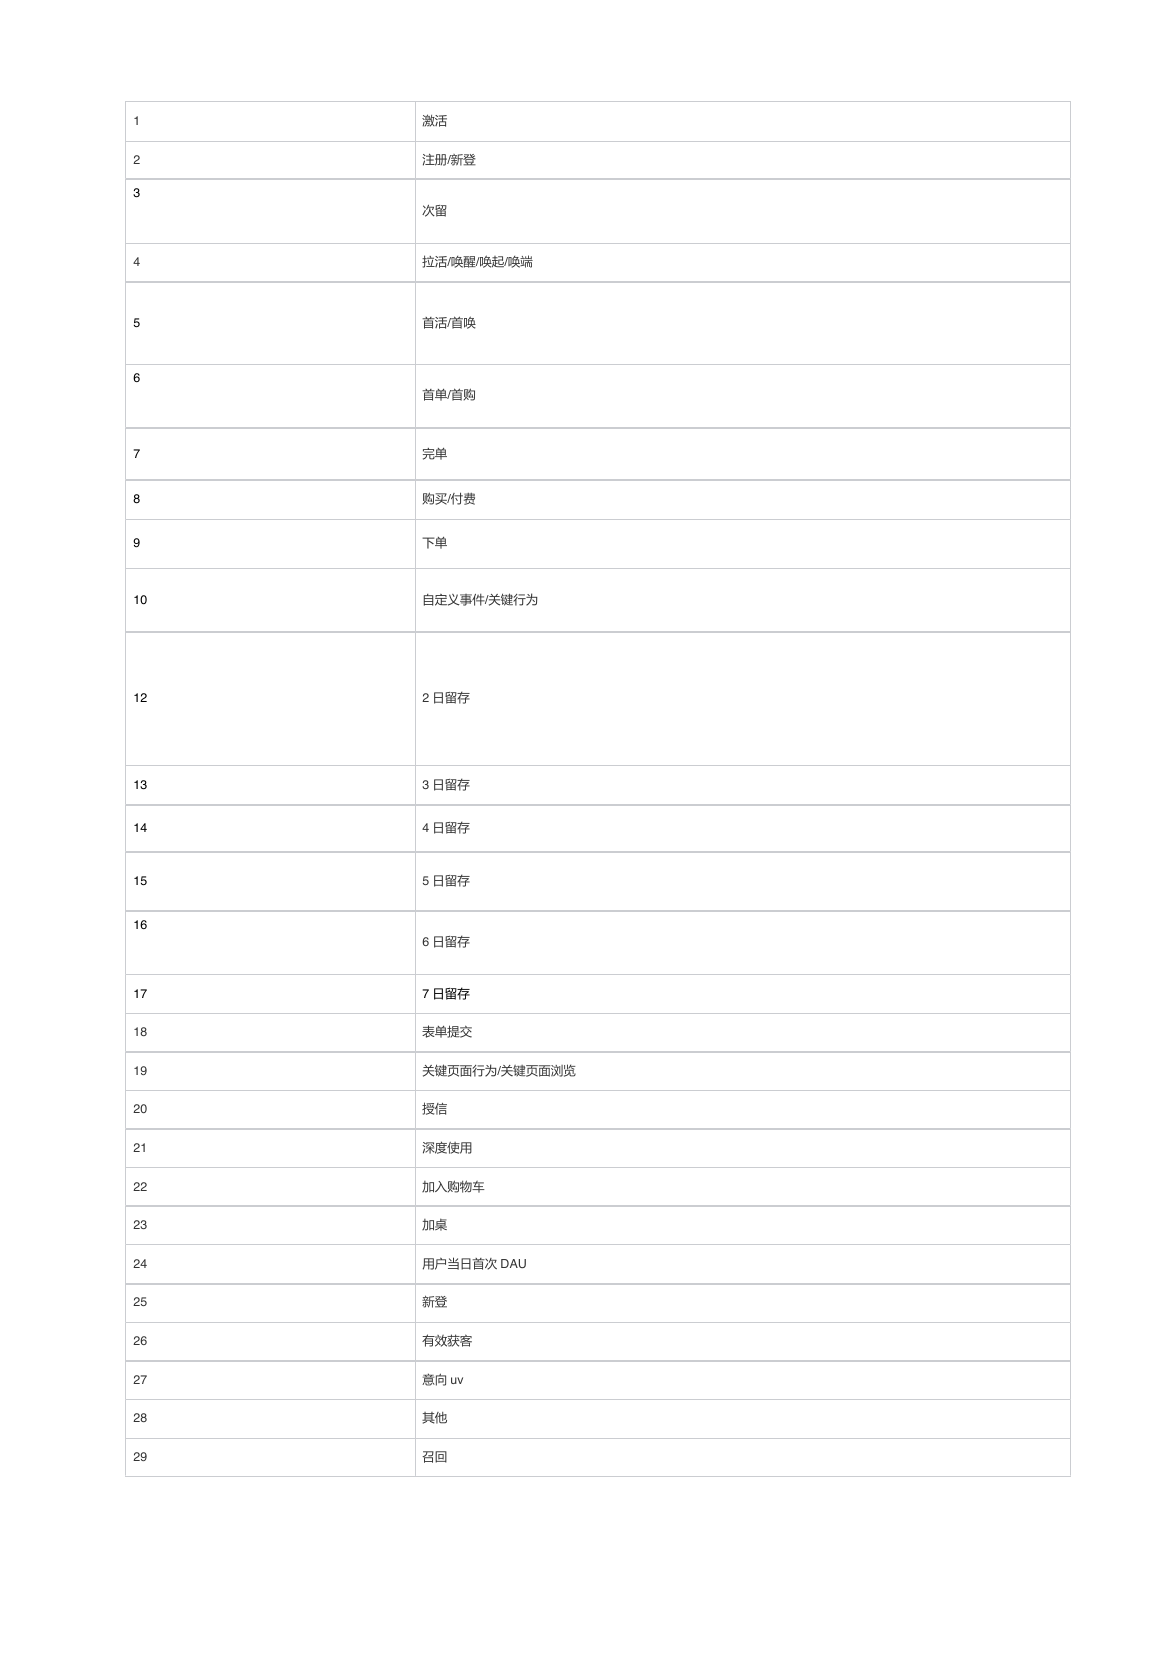 1 激活
2 注册/新登
3 次留
4 拉活/唤醒/唤起/唤端
5 首活/首唤
6 首单/首购
7 完单
8 购买/付费
9 下单
10 自定义事件/关键行为
12 2 日留存
13 3 日留存
14 4 日留存
15 5 日留存
16 6 日留存
17 7 日留存
18 表单提交
19 关键页面行为/关键页面浏览
20 授信
21 深度使用
22 加入购物车
23 加桌
24 用户当日首次 DAU
25 新登
26 有效获客
27 意向 uv
28 其他
29 召回